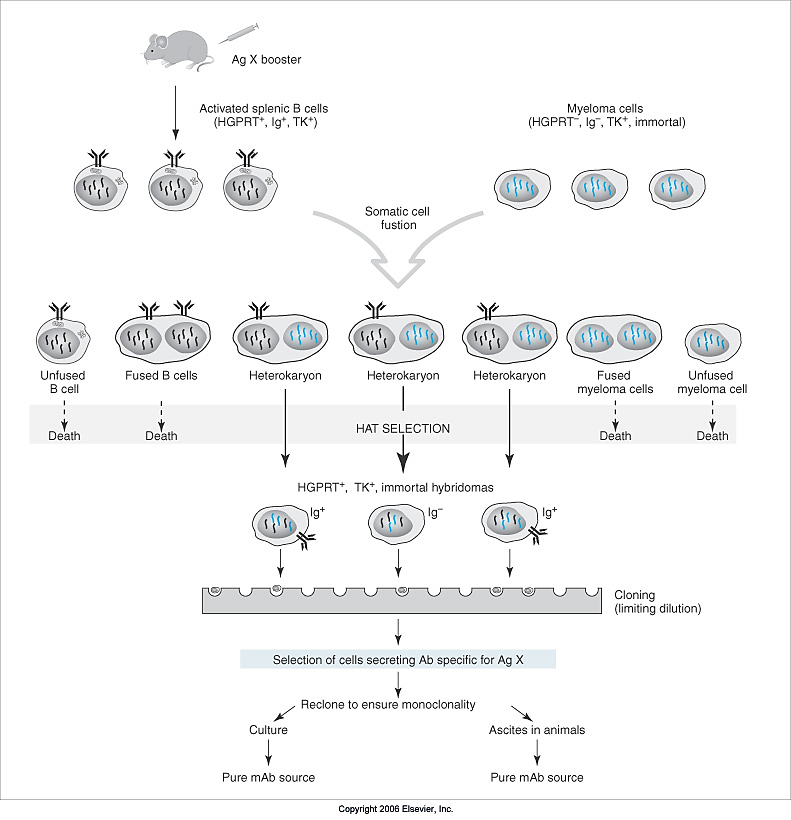 Ag X booster
Activated splenic B cells
(HGPRT⁺, Ig⁺, TK⁺)
Myeloma cells
(HGPRT⁻, Ig⁻, TK⁺, immortal)
Somatic cell
fustion
Unfused
B cell
Fused B cells
Heterokaryon
Heterokaryon
Heterokaryon
Fused
myeloma cells
Unfused
myeloma cell
Death
Death
HAT SELECTION
Death
Death
HGPRT⁺, TK⁺, immortal hybridomas
Ig⁺
Ig⁻
Ig⁺
Cloning
(limiting dilution)
Selection of cells secreting Ab specific for Ag X
Reclone to ensure monoclonality
Culture
Ascites in animals
Pure mAb source
Pure mAb source
Copyright 2006 Elsevier, Inc.